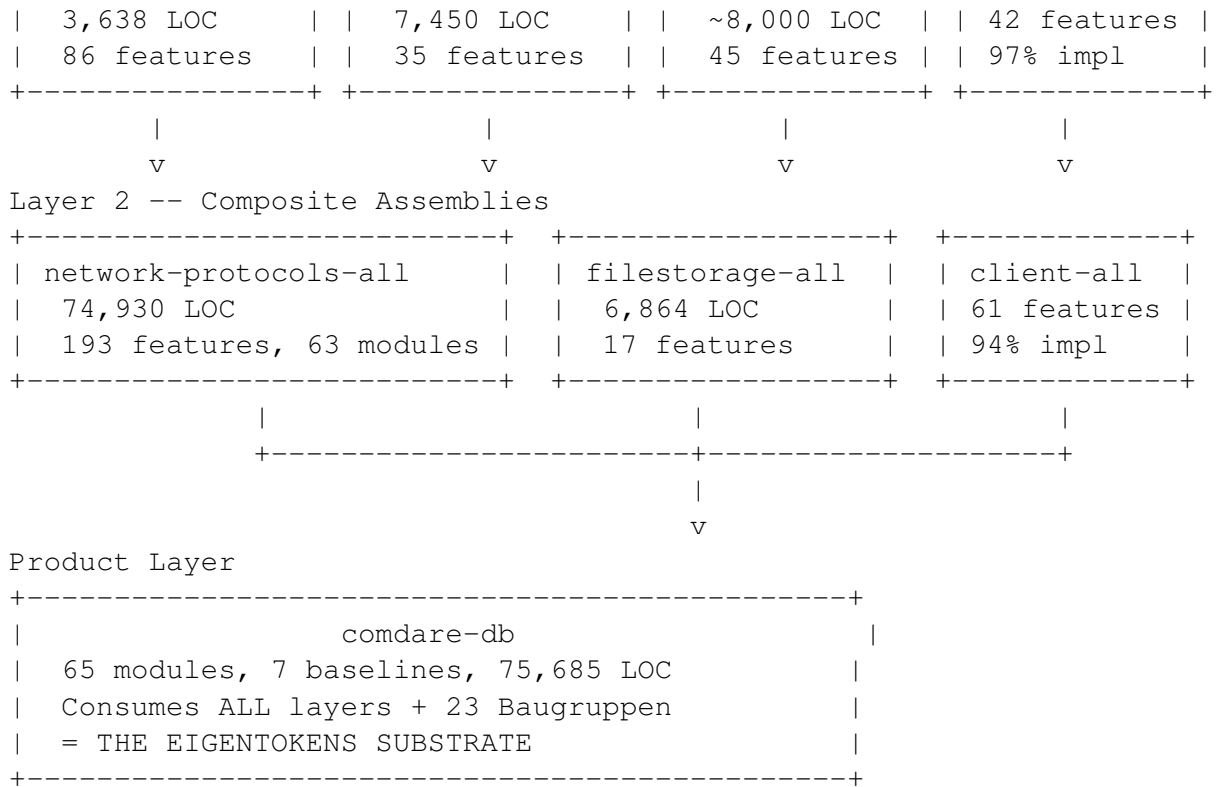 |  3,638 LOC     | |  7,450 LOC    | |  ~8,000 LOC  | | 42 features |
|  86 features   | |  35 features  | |  45 features | | 97% impl    |
+----------------+ +---------------+ +--------------+ +-------------+
        |                  |                |               |
        v                  v                v               v
Layer 2 -- Composite Assemblies
+---------------------------+  +------------------+  +-------------+
| network-protocols-all     |  | filestorage-all  |  | client-all  |
|  74,930 LOC               |  |  6,864 LOC       |  | 61 features |
|  193 features, 63 modules |  |  17 features     |  | 94% impl    |
+---------------------------+  +------------------+  +-------------+
              |                        |                    |
              +------------------------+--------------------+
                                       |
                                       v
Product Layer
+-----------------------------------------------+
|                  comdare-db                    |
|  65 modules, 7 baselines, 75,685 LOC          |
|  Consumes ALL layers + 23 Baugruppen          |
|  = THE EIGENTOKENS SUBSTRATE                  |
+-----------------------------------------------+